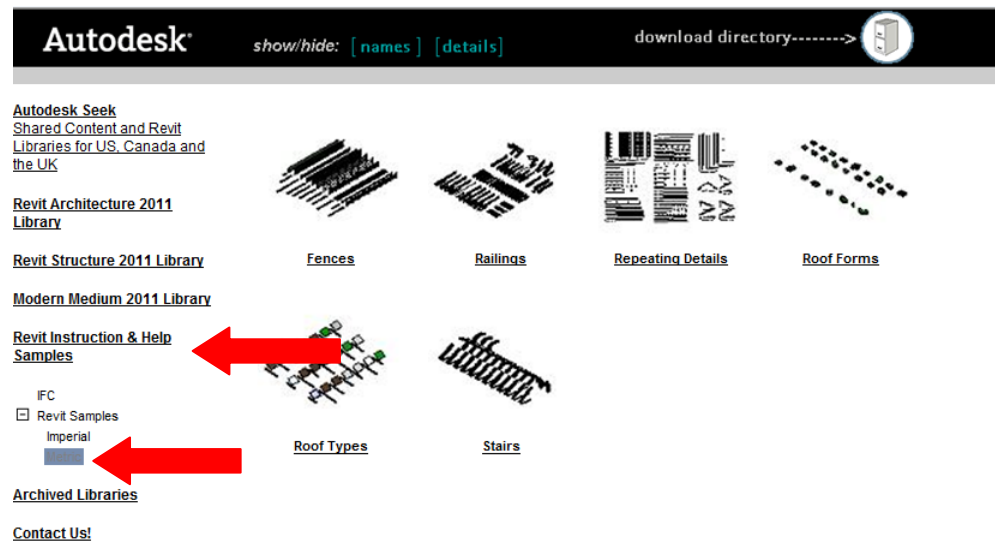 Autodesk
show/hide: [names] [details]
download directory-------->
Autodesk Seek
Shared Content and Revit
Libraries for US, Canada and
the UK
Revit Architecture 2011
Library
Revit Structure 2011 Library
Modern Medium 2011 Library
Revit Instruction & Help
Samples
IFC
Revit Samples
Imperial
Metric
Archived Libraries
Contact Us!
Fences
Railings
Repeating Details
Roof Forms
Roof Types
Stairs